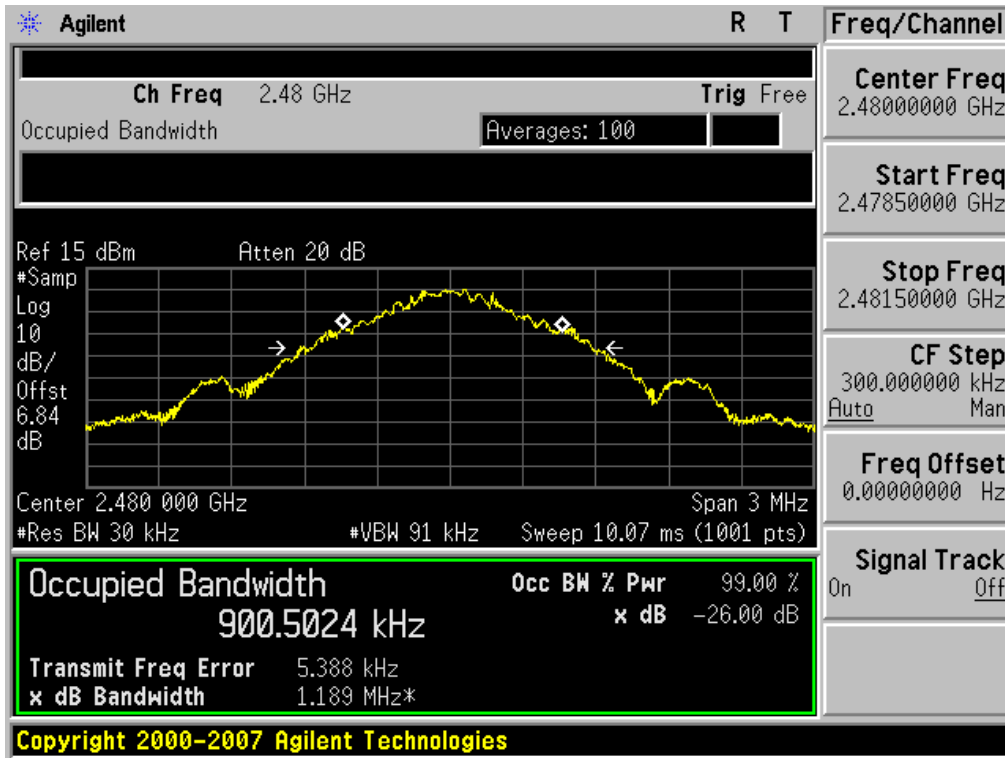 Agilent R T
Freq/Channel
Ch Freq 2.48 GHz Trig Free
Occupied Bandwidth Averages: 100
Ref 15 dBm Atten 20 dB
#Samp
Log
10
dB/
Offst
6.84
dB
Center 2.480 000 GHz Span 3 MHz
#Res BW 30 kHz #VBW 91 kHz Sweep 10.07 ms (1001 pts)
Occupied Bandwidth
900.5024 kHz
Occ BW % Pwr 99.00 %
x dB -26.00 dB
Transmit Freq Error 5.388 kHz
x dB Bandwidth 1.189 MHz*
Copyright 2000-2007 Agilent Technologies
Center Freq
2.48000000 GHz
Start Freq
2.47850000 GHz
Stop Freq
2.48150000 GHz
CF Step
300.000000 kHz
Auto Man
Freq Offset
0.00000000 Hz
Signal Track
On Off